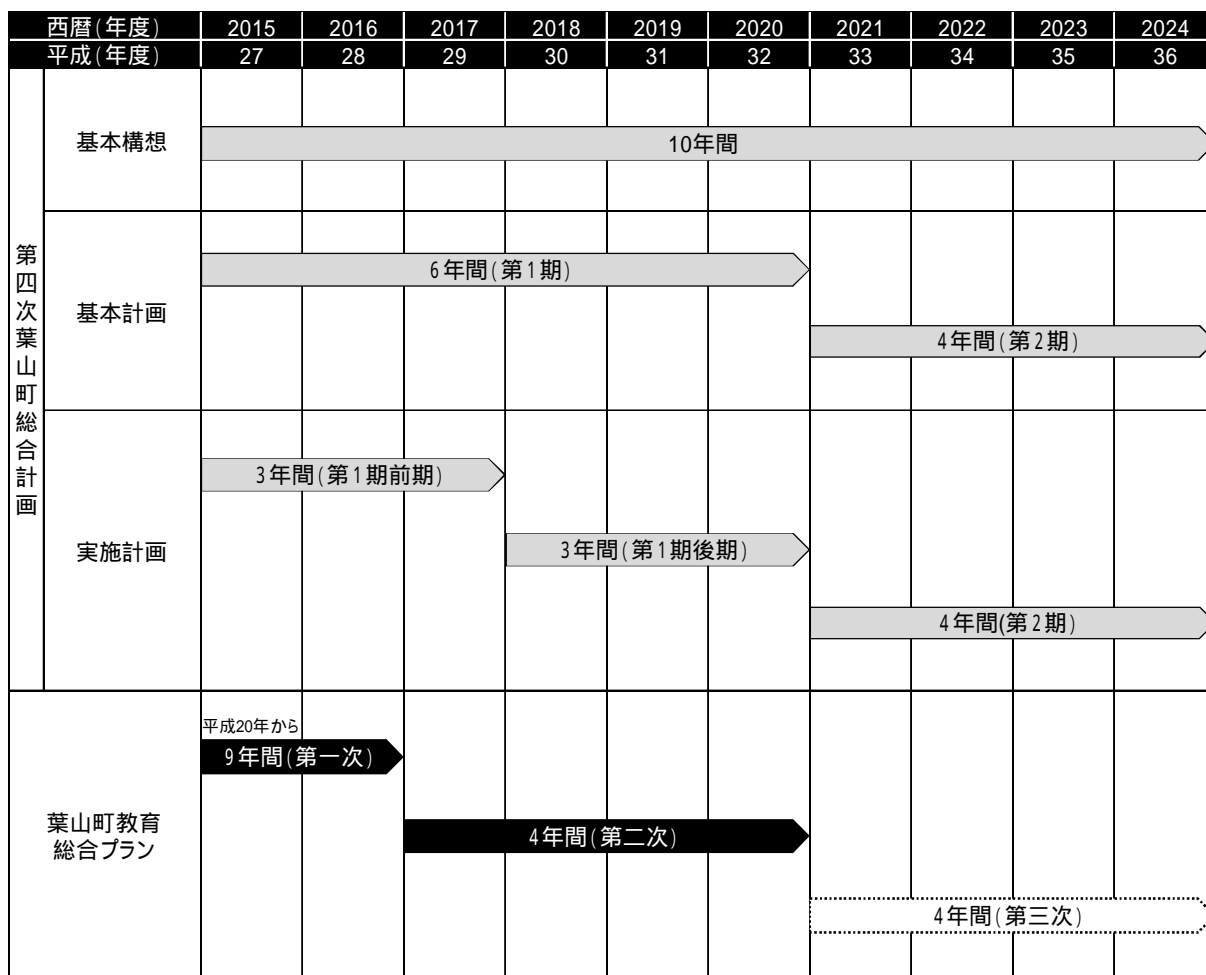 西暦(年度) 2015 2016 2017 2018 2019 2020 2021 2022 2023 2024
平成(年度) 27 28 29 30 31 32 33 34 35 36
第四次葉山町総合計画
基本構想
10年間
基本計画
6年間(第1期)
4年間(第2期)
実施計画
3年間(第1期前期)
3年間(第1期後期)
4年間(第2期)
葉山町教育
総合プラン
平成20年から
9年間(第一次)
4年間(第二次)
4年間(第三次)